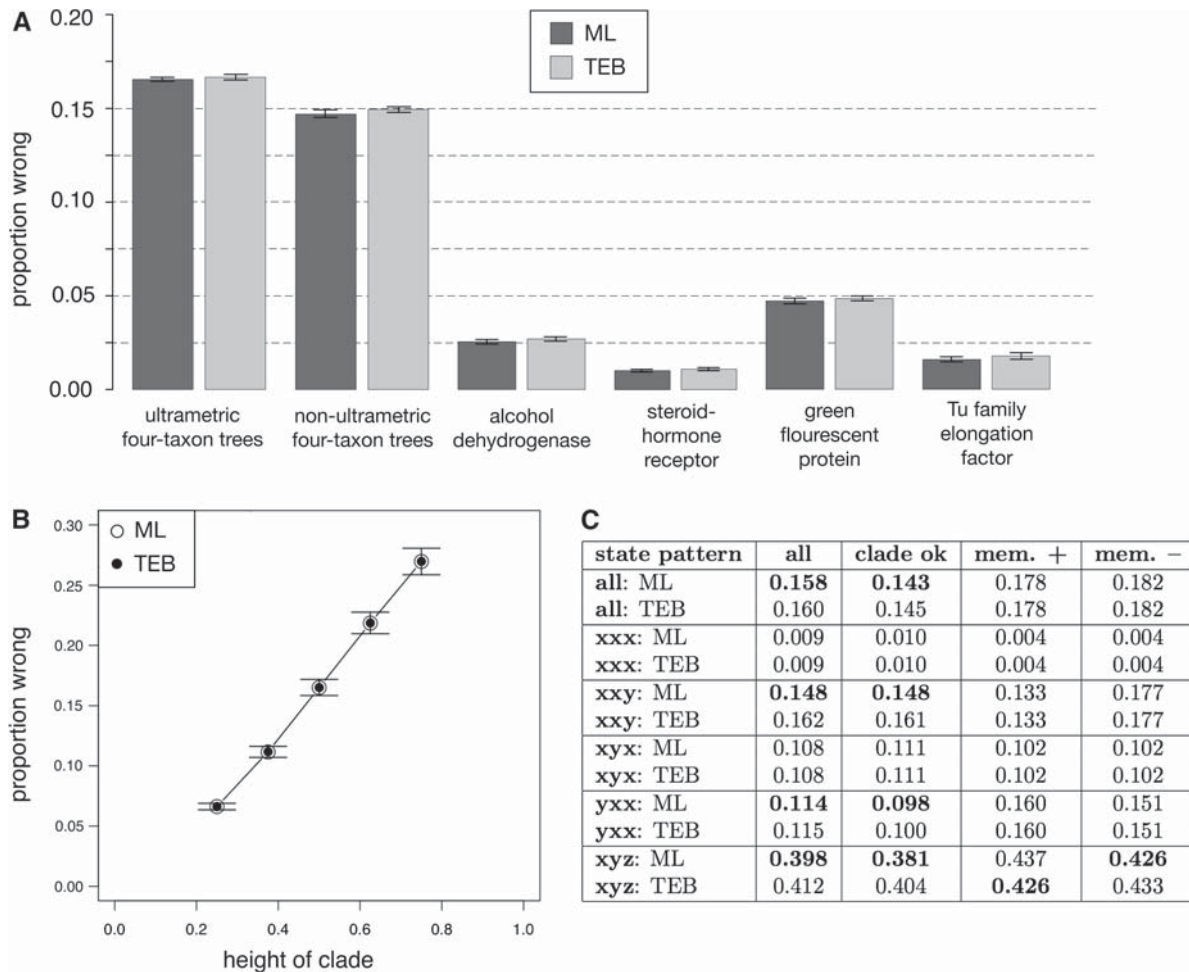 A
0.20
0.15
0.10
0.05
0.00
proportion wrong
ML
TEB
ultrametric
four-taxon trees
non-ultrametric
four-taxon trees
alcohol
dehydrogenase
steroid-
hormone
receptor
green
flourescent
protein
Tu family
elongation
factor
B
ML
TEB
0.30
0.25
0.20
0.15
0.10
0.05
0.00
proportion wrong
0.0 0.2 0.4 0.6 0.8 1.0
height of clade
C
state pattern all clade ok mem. + mem. −
all: ML 0.158 0.143 0.178 0.182
all: TEB 0.160 0.145 0.178 0.182
xxx: ML 0.009 0.010 0.004 0.004
xxx: TEB 0.009 0.010 0.004 0.004
xxy: ML 0.148 0.148 0.133 0.177
xxy: TEB 0.162 0.161 0.133 0.177
xyx: ML 0.108 0.111 0.102 0.102
xyx: TEB 0.108 0.111 0.102 0.102
yxx: ML 0.114 0.098 0.160 0.151
yxx: TEB 0.115 0.100 0.160 0.151
xyz: ML 0.398 0.381 0.437 0.426
xyz: TEB 0.412 0.404 0.426 0.433